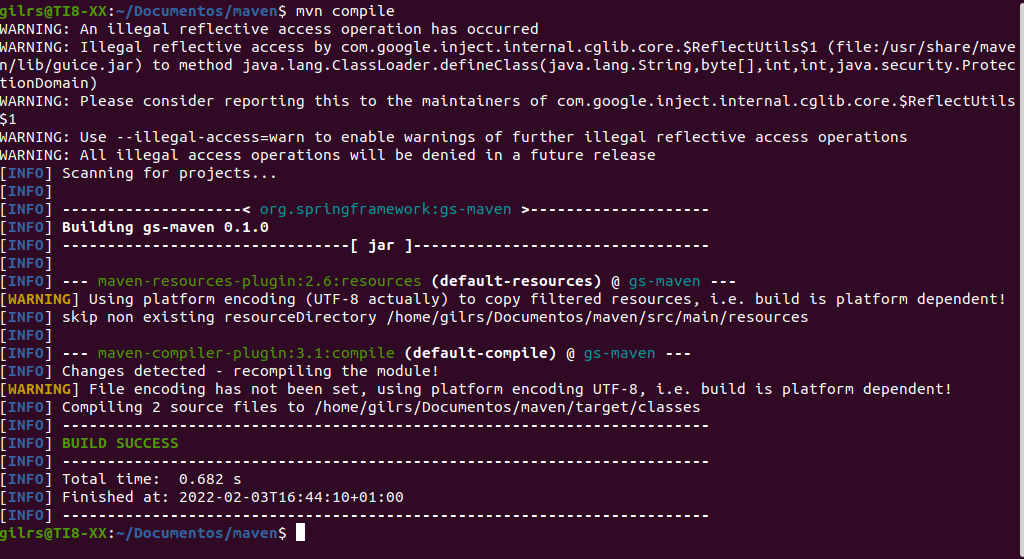 gilrs@TI8-XX:~/Documentos/maven$ mvn compile
WARNING: An illegal reflective access operation has occurred
WARNING: Illegal reflective access by com.google.inject.internal.cglib.core.$ReflectUtils$1 (file:/usr/share/mave
n/lib/guice.jar) to method java.lang.ClassLoader.defineClass(java.lang.String,byte[],int,int,java.security.Protec
tionDomain)
WARNING: Please consider reporting this to the maintainers of com.google.inject.internal.cglib.core.$ReflectUtils
$1
WARNING: Use --illegal-access=warn to enable warnings of further illegal reflective access operations
WARNING: All illegal access operations will be denied in a future release
[INFO] Scanning for projects...
[INFO]
[INFO] --------------------< org.springframework:gs-maven >--------------------
[INFO] Building gs-maven 0.1.0
[INFO] --------------------------------[ jar ]---------------------------------
[INFO]
[INFO] --- maven-resources-plugin:2.6:resources (default-resources) @ gs-maven ---
[WARNING] Using platform encoding (UTF-8 actually) to copy filtered resources, i.e. build is platform dependent!
[INFO] skip non existing resourceDirectory /home/gilrs/Documentos/maven/src/main/resources
[INFO]
[INFO] --- maven-compiler-plugin:3.1:compile (default-compile) @ gs-maven ---
[INFO] Changes detected - recompiling the module!
[WARNING] File encoding has not been set, using platform encoding UTF-8, i.e. build is platform dependent!
[INFO] Compiling 2 source files to /home/gilrs/Documentos/maven/target/classes
[INFO] ------------------------------------------------------------------------
[INFO] BUILD SUCCESS
[INFO] ------------------------------------------------------------------------
[INFO] Total time:  0.682 s
[INFO] Finished at: 2022-02-03T16:44:10+01:00
[INFO] ------------------------------------------------------------------------
gilrs@TI8-XX:~/Documentos/maven$